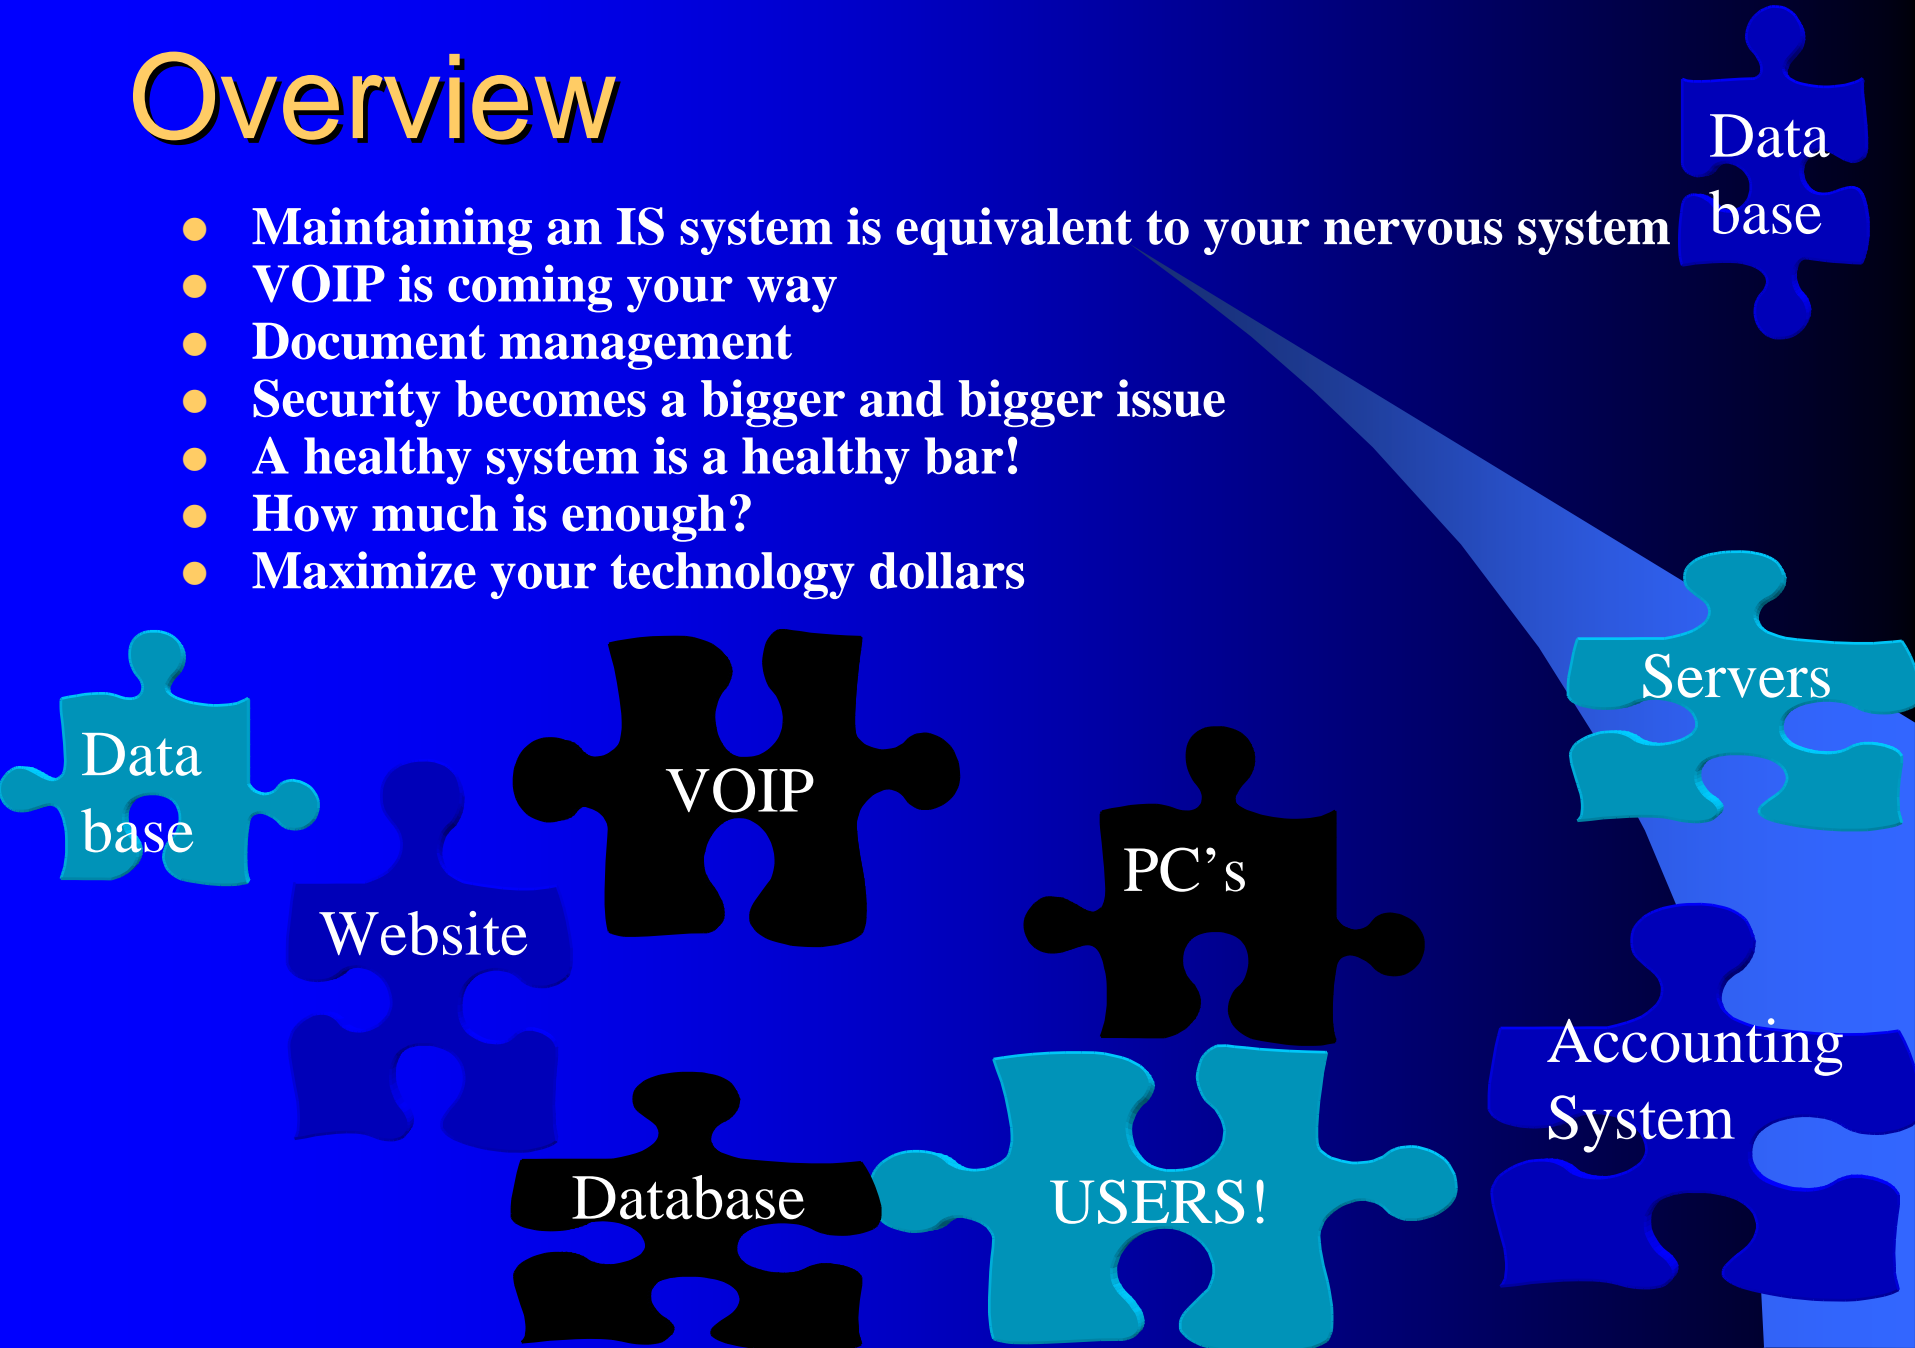 Overview
Maintaining an IS system is equivalent to your nervous system
VOIP is coming your way
Document management
Security becomes a bigger and bigger issue
A healthy system is a healthy bar!
How much is enough?
Maximize your technology dollars
Data
base
Servers
Data
base
VOIP
PC’s
Website
Accounting
System
Database
USERS!